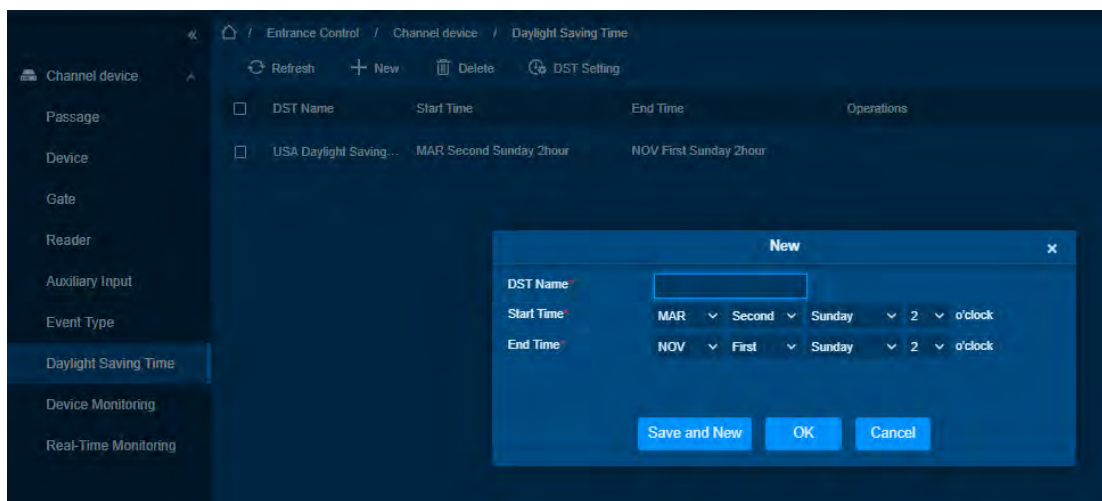 « / Entrance Control / Channel device / Daylight Saving Time
Channel device
Refresh + New Delete DST Setting
Passage
DST Name Start Time End Time Operations
Device
USA Daylight Saving... MAR Second Sunday 2hour NOV First Sunday 2hour
Gate
Reader
Auxiliary Input
Event Type
Daylight Saving Time
Device Monitoring
Real-Time Monitoring
New ×
DST Name*
Start Time* MAR Second Sunday 2 o'clock
End Time* NOV First Sunday 2 o'clock
Save and New OK Cancel